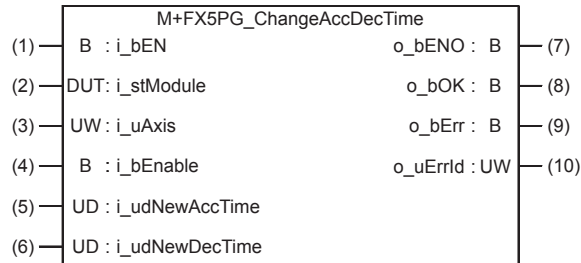 M+FX5PG_ChangeAccDecTime
(1) B : i_bEN o_bENO : B (7)
(2) DUT: i_stModule o_bOK : B (8)
(3) UW : i_uAxis o_bErr : B (9)
(4) B : i_bEnable o_uErrId : UW (10)
(5) UD : i_udNewAccTime
(6) UD : i_udNewDecTime